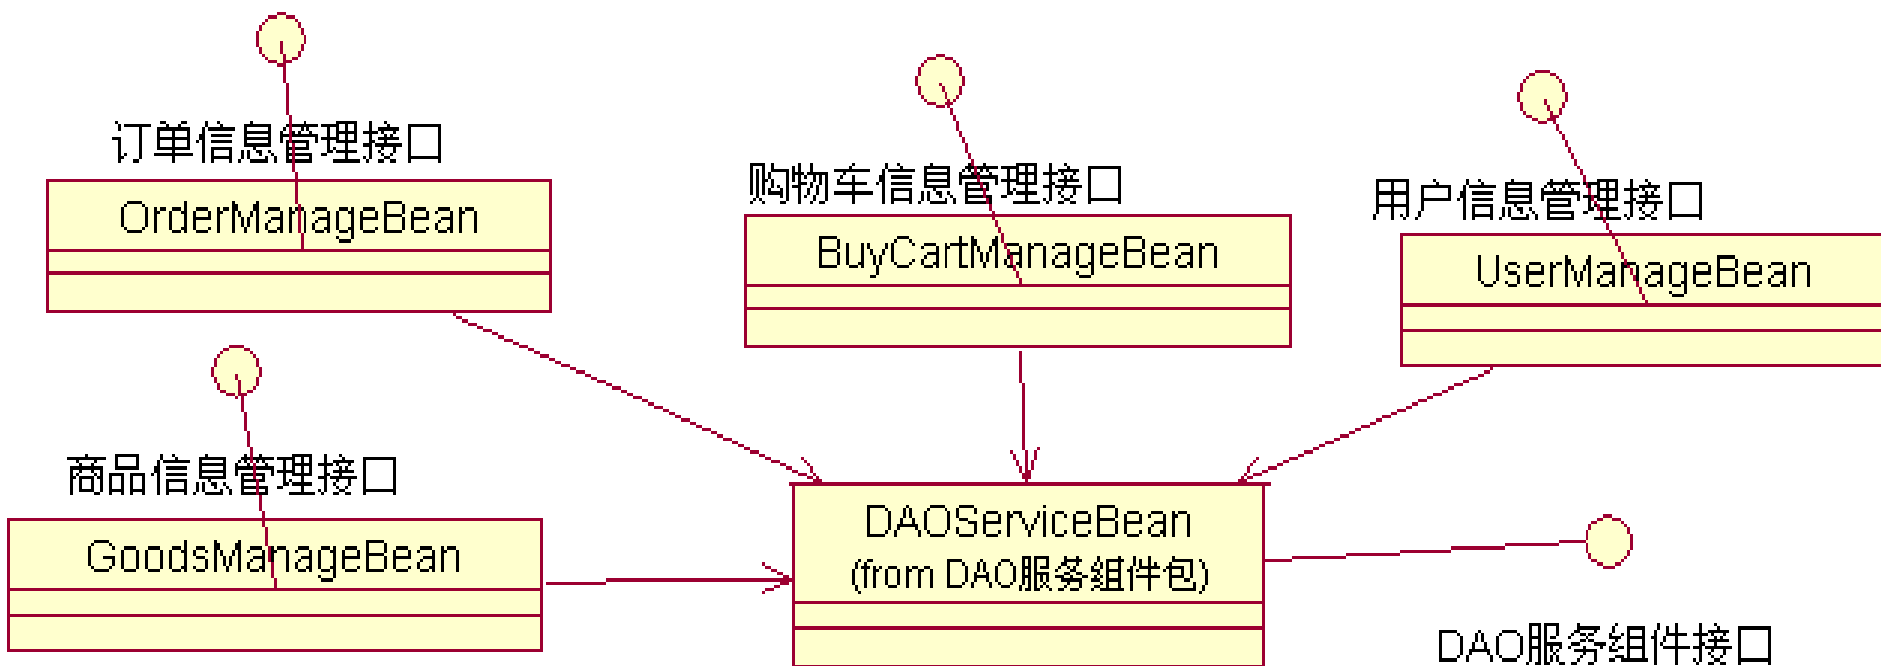 订单信息管理接口
OrderManageBean
购物车信息管理接口
BuyCartManageBean
用户信息管理接口
UserManageBean
商品信息管理接口
GoodsManageBean
DAOServiceBean
(from DAO服务组件包)
DAO服务组件接口